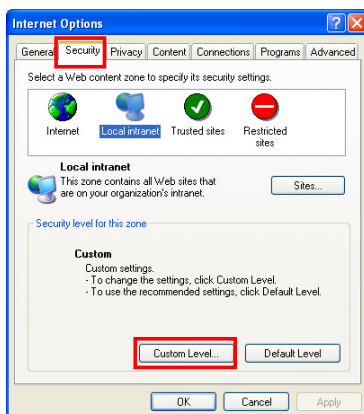 Internet Options
General Security Privacy Content Connections Programs Advanced
Select a Web content zone to specify its security settings.
Internet Local intranet Trusted sites Restricted
sites
Local intranet
This zone contains all Web sites that
are on your organization's intranet.
Sites...
Security level for this zone
Custom
Custom settings.
- To change the settings, click Custom Level.
- To use the recommended settings, click Default Level.
Custom Level... Default Level
OK Cancel Apply